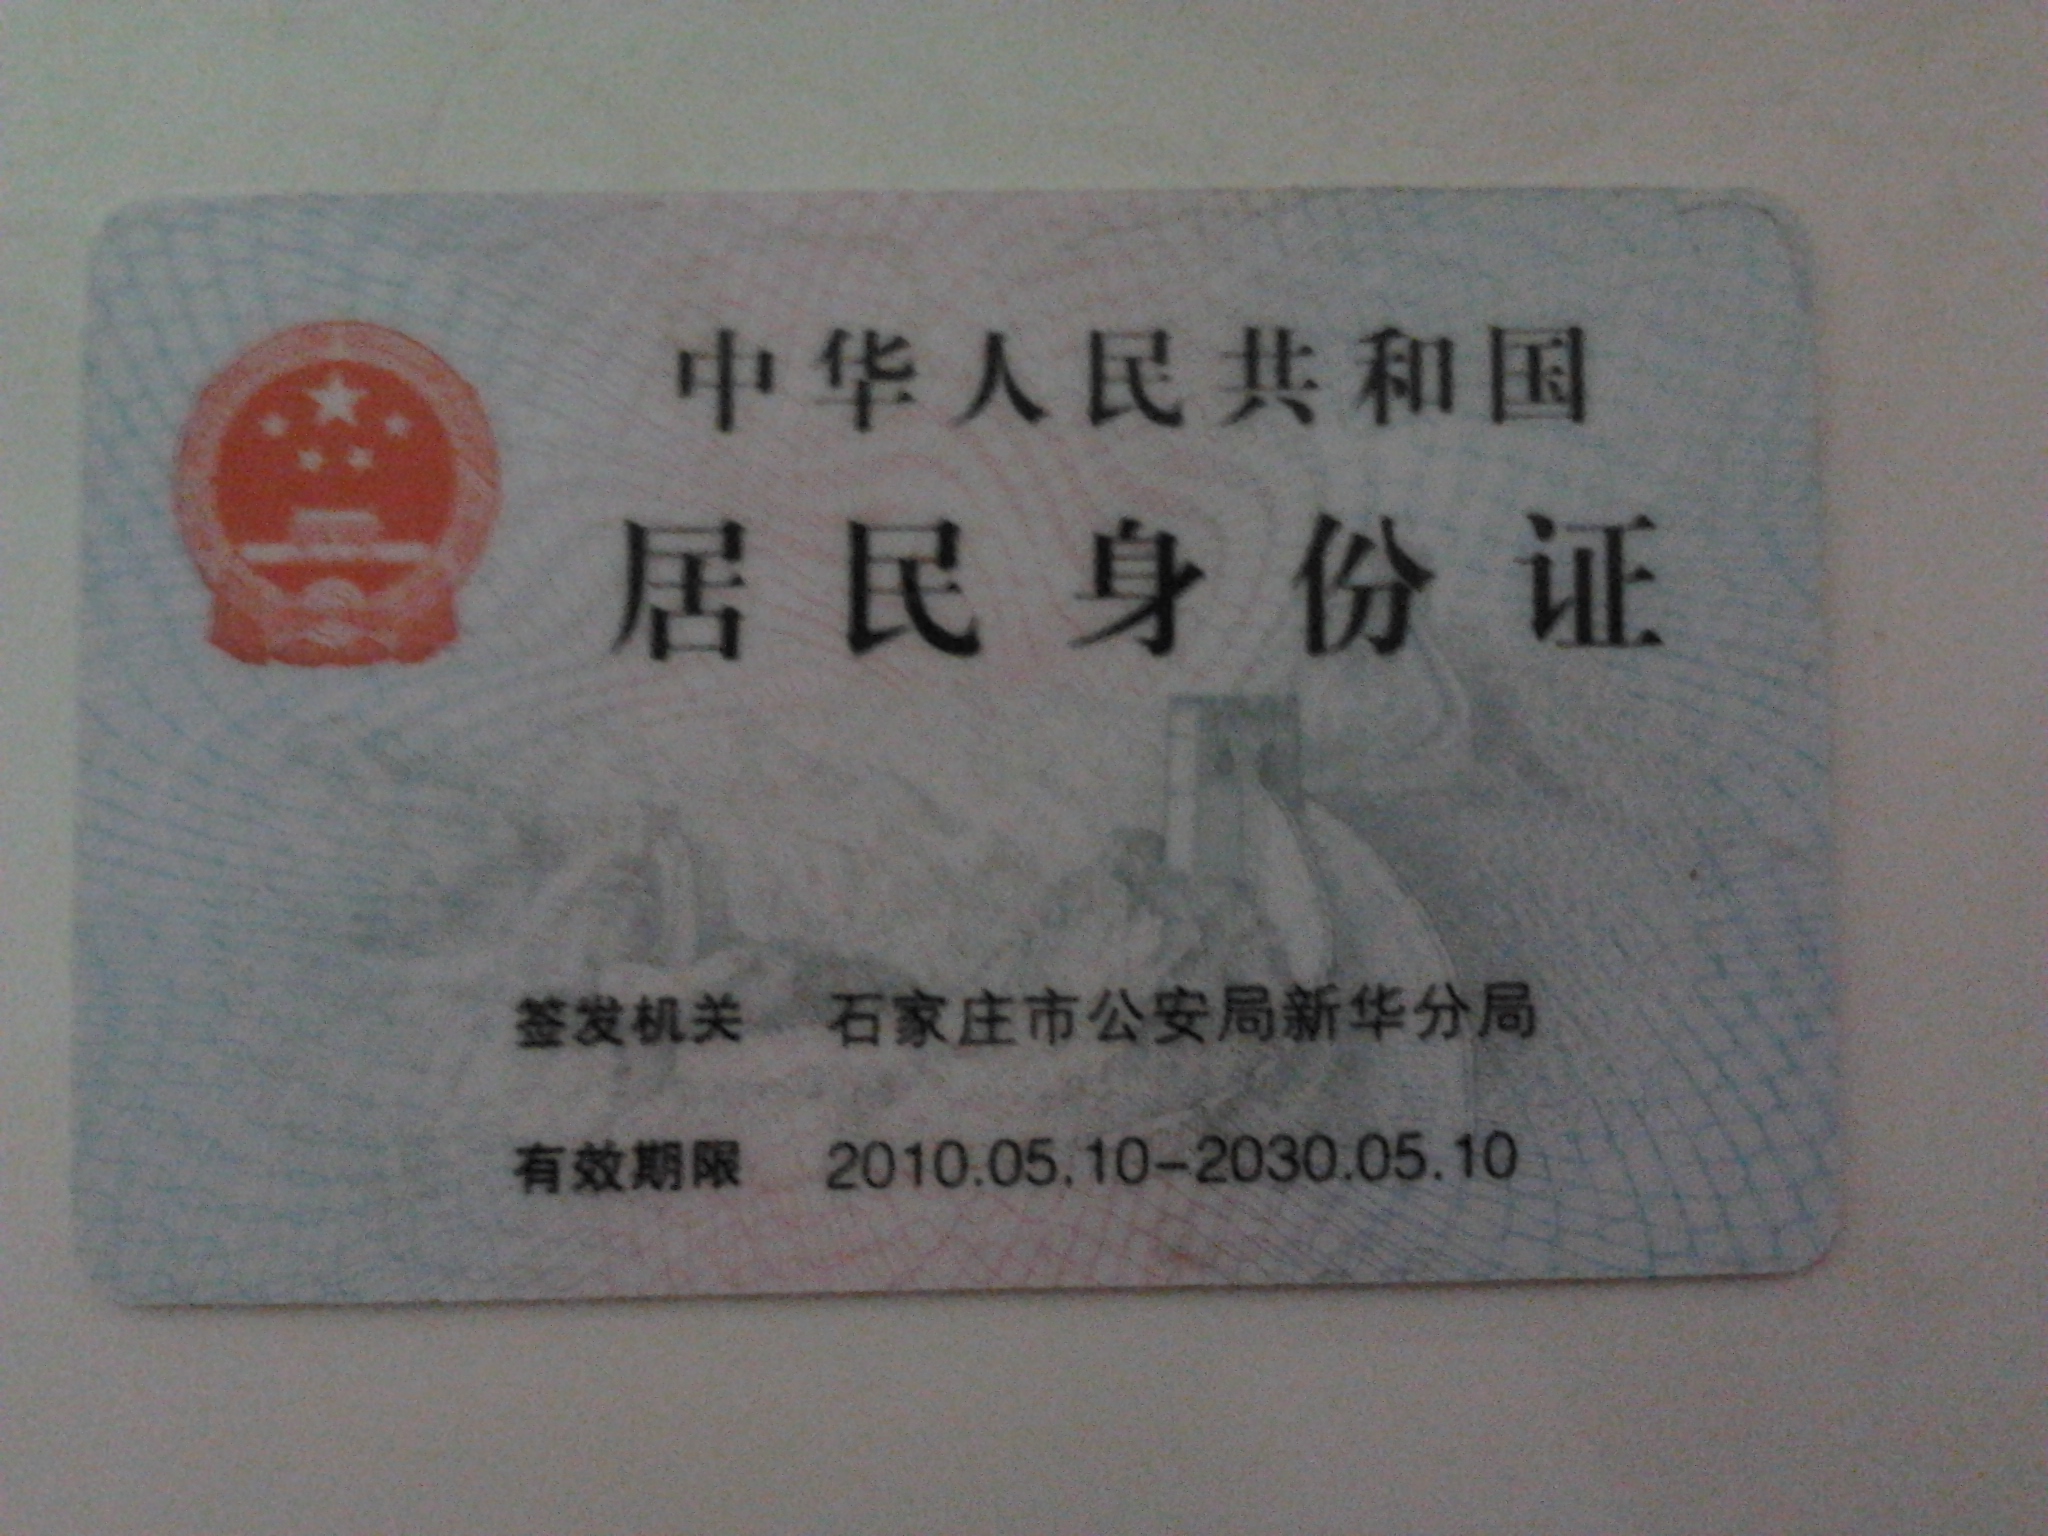 中华人民共和国
居民身份证
签发机关 石家庄市公安局新华分局
有效期限 2010.05.10-2030.05.10